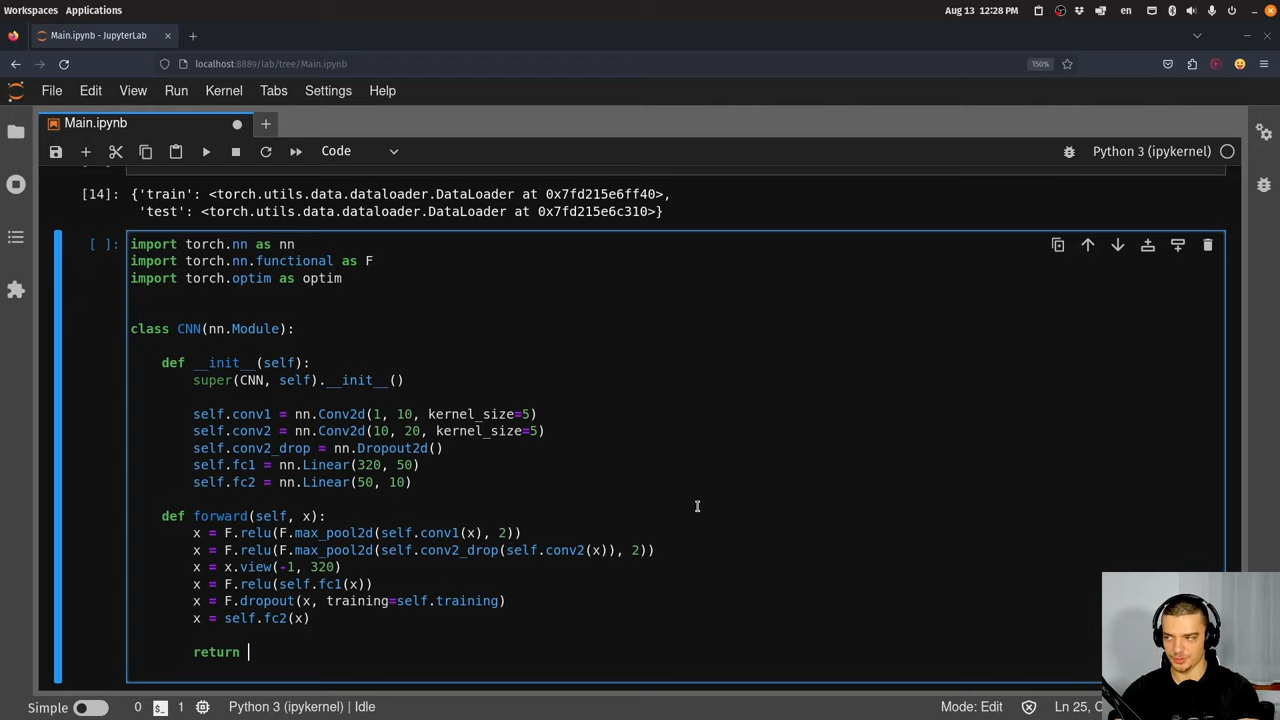 Workspaces Applications Aug 13 12:28 PM en
Main.ipynb - JupyterLab
localhost:8889/lab/tree/Main.ipynb 150%
File Edit View Run Kernel Tabs Settings Help
Main.ipynb
Code Python 3 (ipykernel)
[14]: {'train': <torch.utils.data.dataloader.DataLoader at 0x7fd215e6ff40>,
'test': <torch.utils.data.dataloader.DataLoader at 0x7fd215e6c310>}
[ ]: import torch.nn as nn
import torch.nn.functional as F
import torch.optim as optim
class CNN(nn.Module):
def __init__(self):
super(CNN, self).__init__()
self.conv1 = nn.Conv2d(1, 10, kernel_size=5)
self.conv2 = nn.Conv2d(10, 20, kernel_size=5)
self.conv2_drop = nn.Dropout2d()
self.fc1 = nn.Linear(320, 50)
self.fc2 = nn.Linear(50, 10)
def forward(self, x):
x = F.relu(F.max_pool2d(self.conv1(x), 2))
x = F.relu(F.max_pool2d(self.conv2_drop(self.conv2(x)), 2))
x = x.view(-1, 320)
x = F.relu(self.fc1(x))
x = F.dropout(x, training=self.training)
x = self.fc2(x)
return
Simple 0 $_ 1 Python 3 (ipykernel) | Idle Mode: Edit Ln 25, C